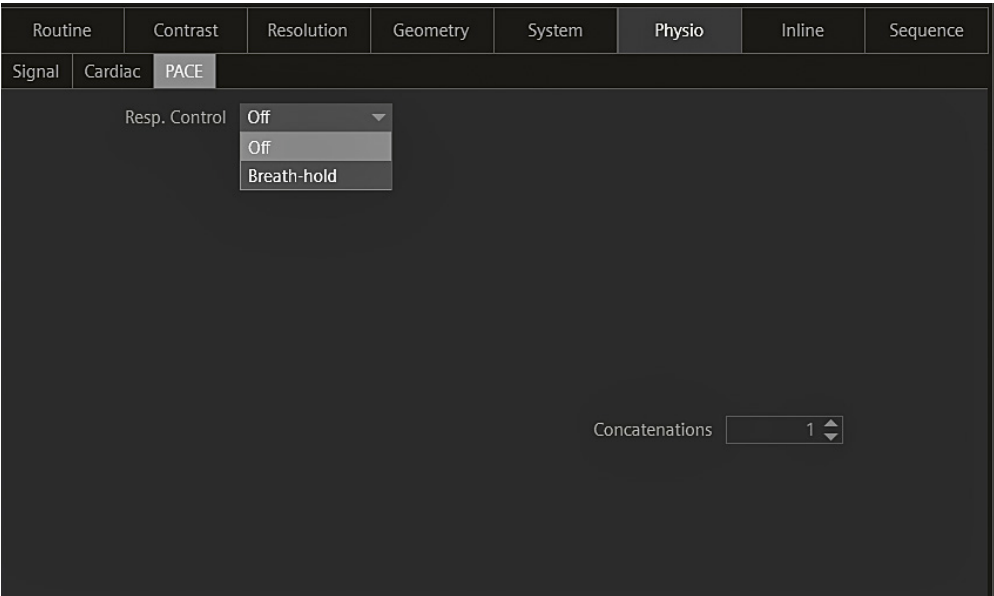 Routine Contrast Resolution Geometry System Physio Inline Sequence
Signal Cardiac PACE
Resp. Control Off
Off
Breath-hold
Concatenations 1